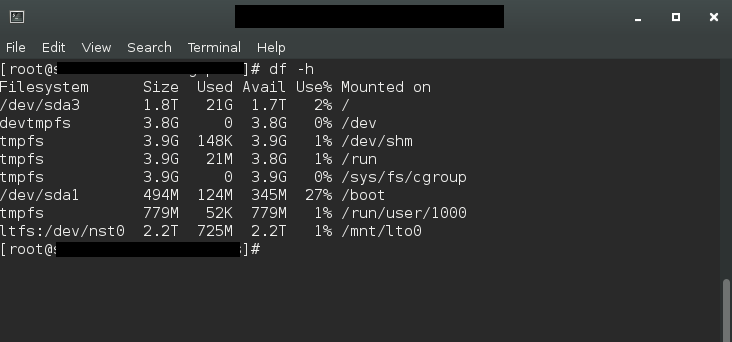 File Edit View Search Terminal Help
[root@s ]# df -h
Filesystem      Size  Used Avail Use% Mounted on
/dev/sda3       1.8T   21G  1.7T   2% /
devtmpfs        3.8G     0  3.8G   0% /dev
tmpfs           3.9G  148K  3.9G   1% /dev/shm
tmpfs           3.9G   21M  3.8G   1% /run
tmpfs           3.9G     0  3.9G   0% /sys/fs/cgroup
/dev/sda1       494M  124M  345M  27% /boot
tmpfs           779M   52K  779M   1% /run/user/1000
ltfs:/dev/nst0  2.2T  725M  2.2T   1% /mnt/lto0
[root@s ]#